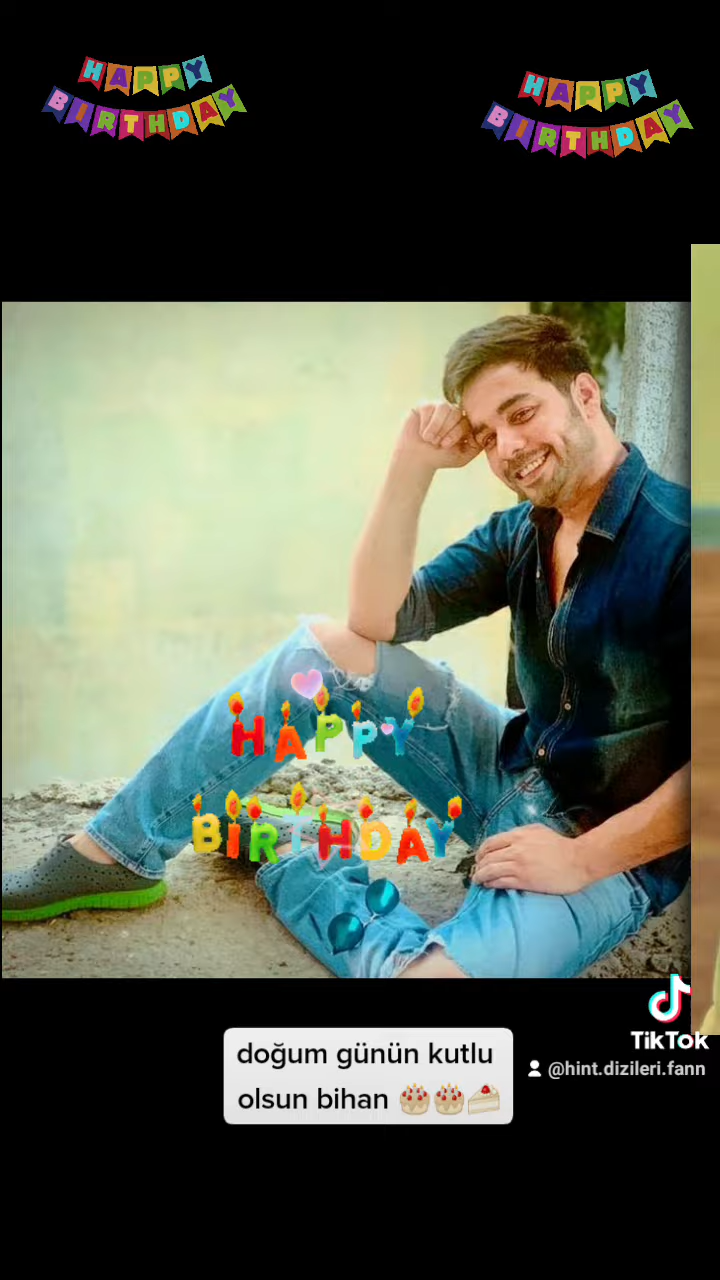 HAPPY
BIRTHDAY
HAPPY
BIRTHDAY
HAPPY
BIRTHDAY
TikTok
@hint.dizileri.fann
doğum günün kutlu
olsun bihan 🎂🎂🍰